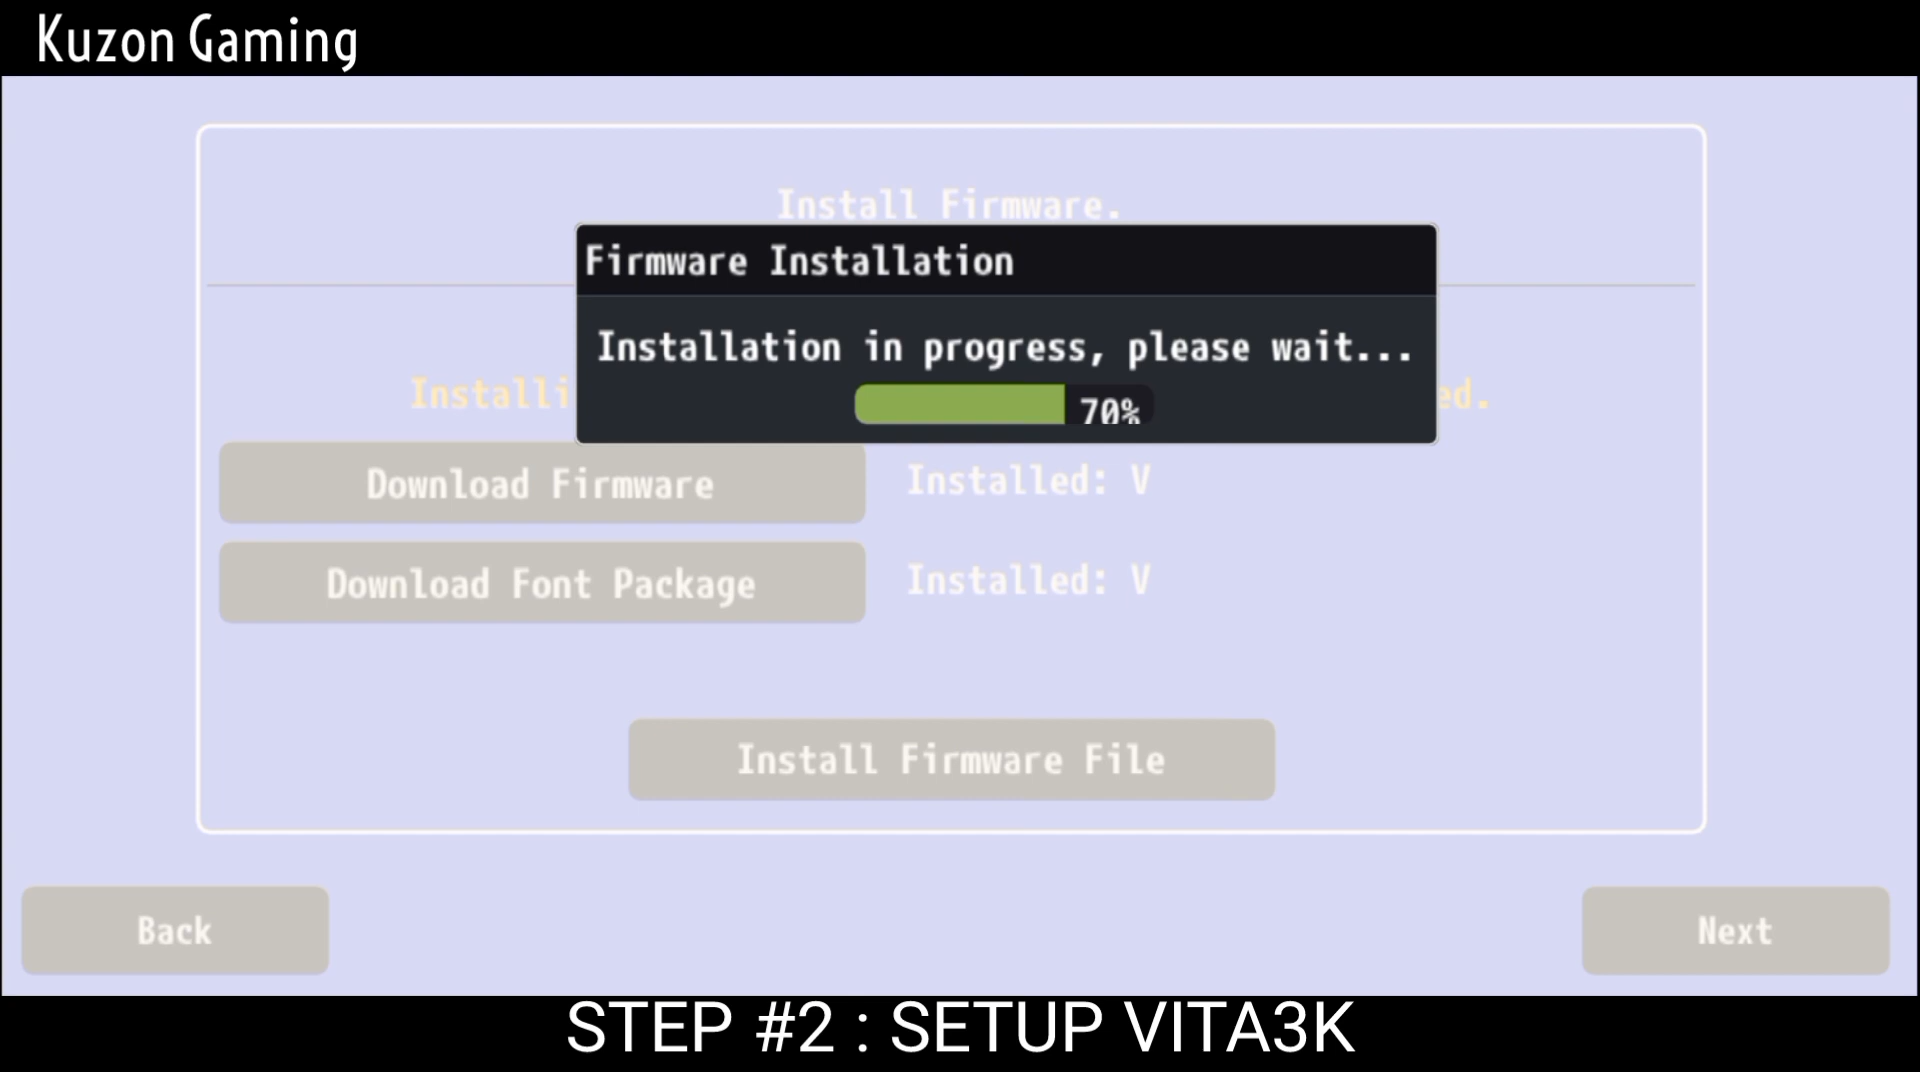 Kuzon Gaming
Install Firmware.
Firmware Installation
Installation in progress, please wait...
70%
Download Firmware
Installed: V
Download Font Package
Installed: V
Install Firmware File
Back
Next
STEP #2 : SETUP VITA3K